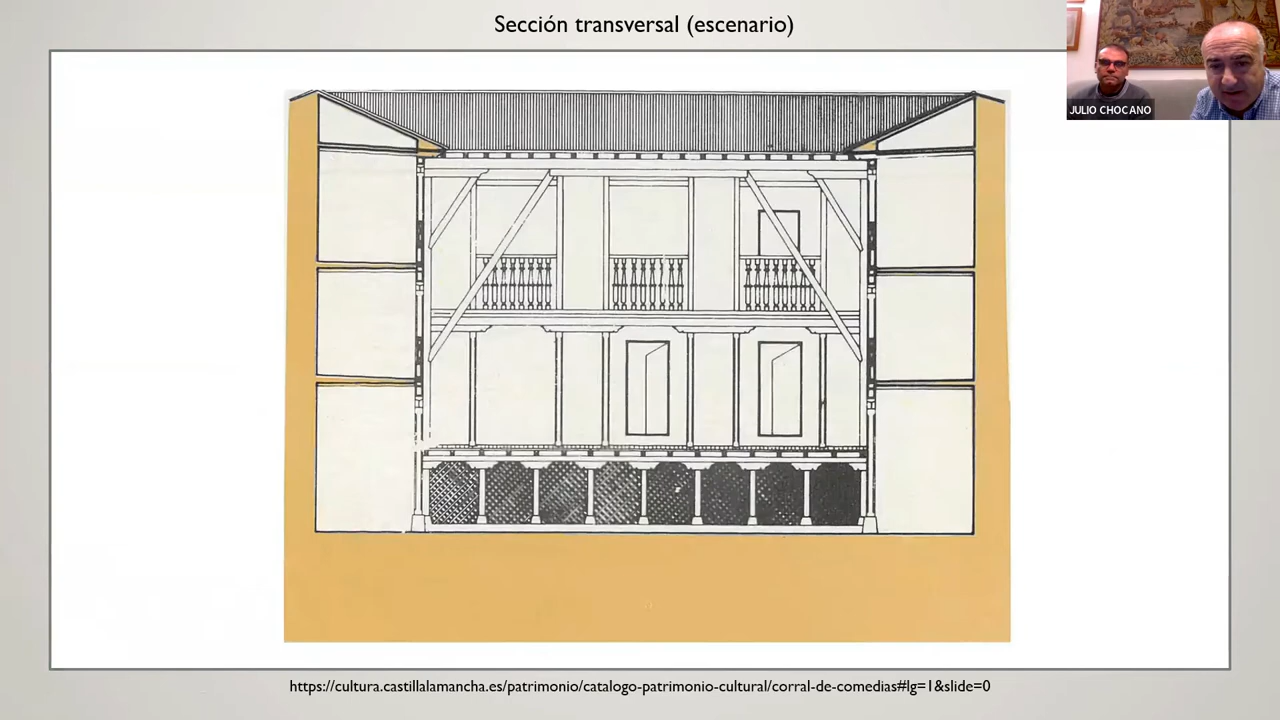 Sección transversal (escenario)
JULIO CHOCANO
https://cultura.castillalamancha.es/patrimonio/catalogo-patrimonio-cultural/corral-de-comedias#lg=1&slide=0